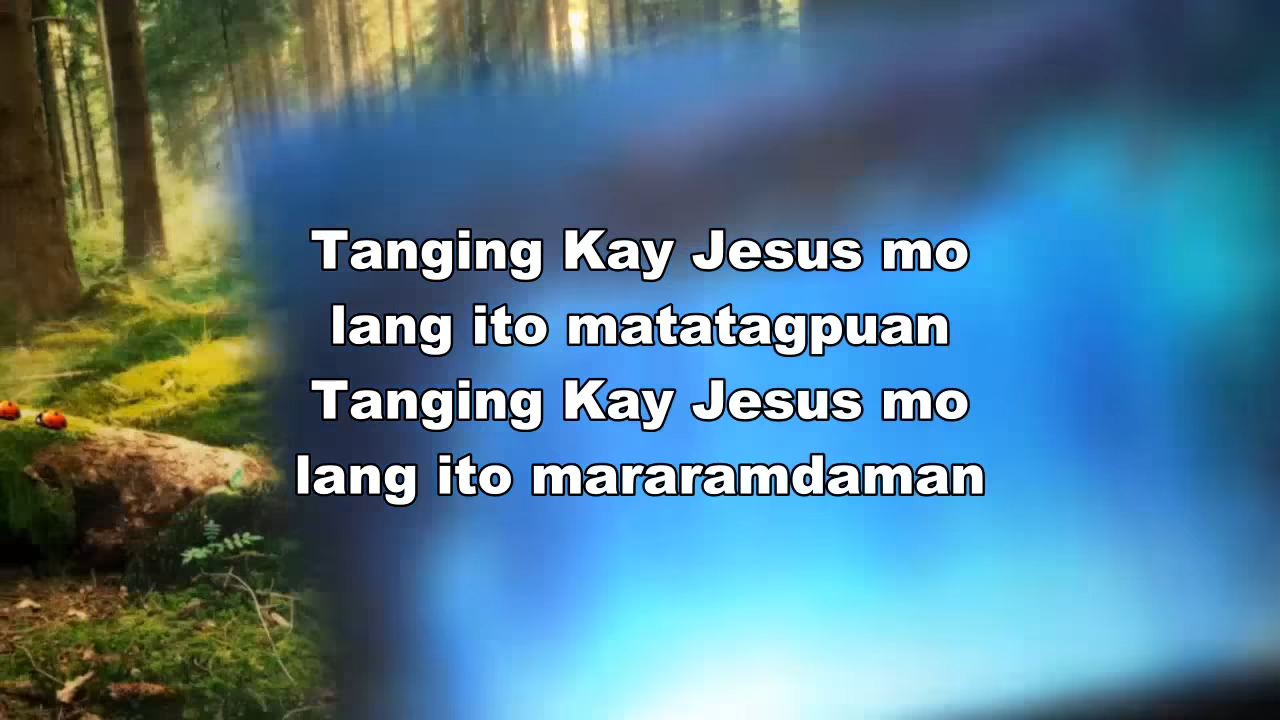 Tanging Kay Jesus mo
lang ito matatagpuan
Tanging Kay Jesus mo
lang ito mararamdaman